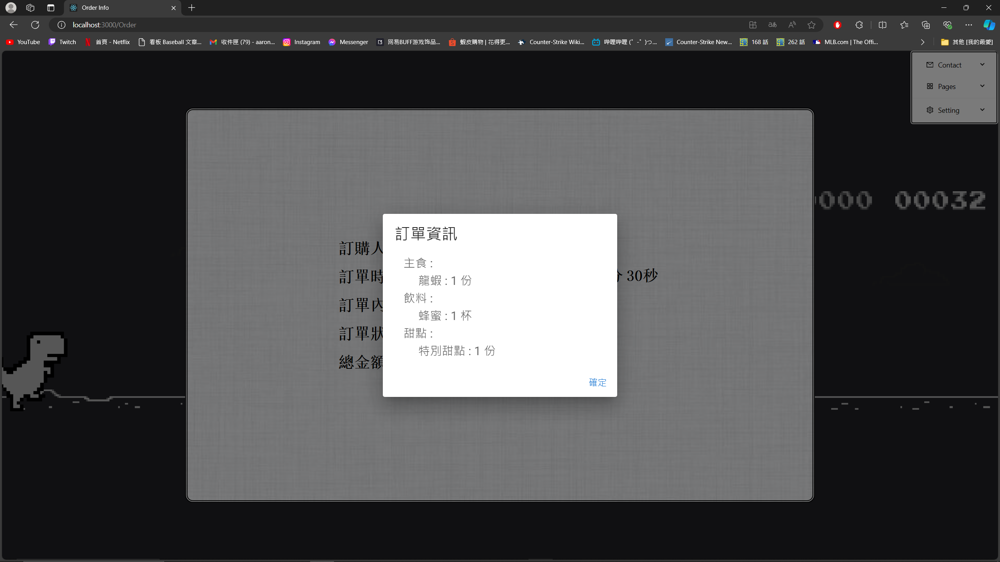 Order Info
localhost:3000/Order
YouTube
Twitch
首頁 - Netflix
看板 Baseball 文章...
收件匣 (79) - aaron...
Instagram
Messenger
网易BUFF游戏饰品...
蝦皮購物 | 花得更...
Counter-Strike Wiki...
哔哩哔哩 (゜-゜)つ...
Counter-Strike New...
168 話
262 話
MLB.com | The Offi...
其他 [我的最愛]
Contact
Pages
Setting
000 00032
訂單資訊
主食 :
龍蝦 : 1 份
飲料 :
蜂蜜 : 1 杯
甜點 :
特別甜點 : 1 份
確定
訂購人
訂單時
分 30秒
訂單內
訂單狀
總金額